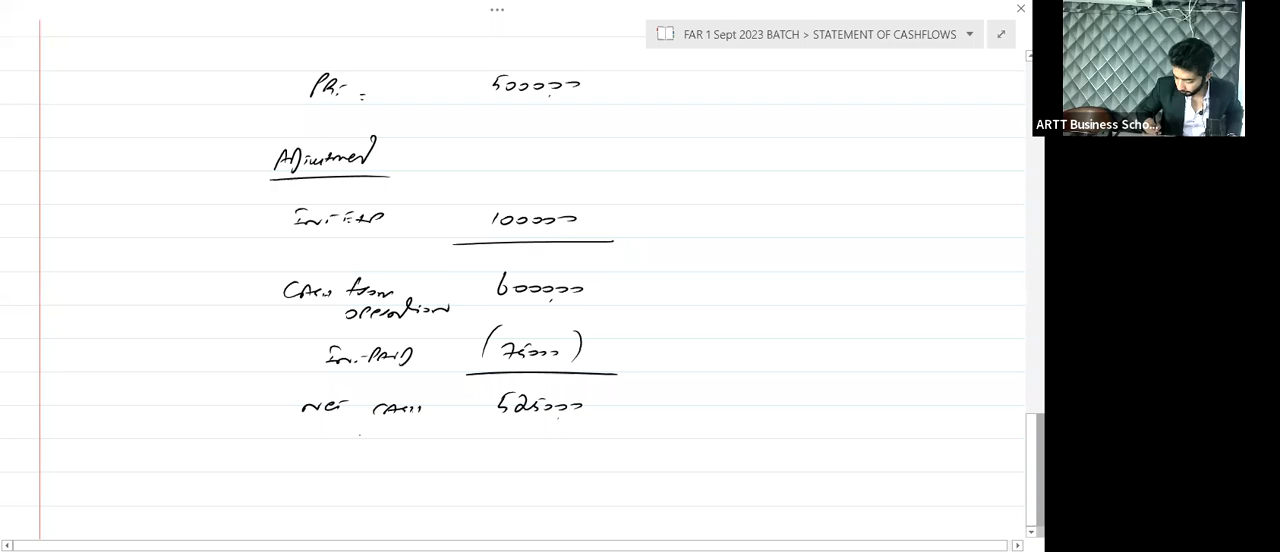 FAR 1 Sept 2023 BATCH > STATEMENT OF CASHFLOWS
ARTT Business Scho...
500000
Adjustment
Int-Exp 100000
Cash from 600000
operation
Int-PAID (75000)
Net cash 525000